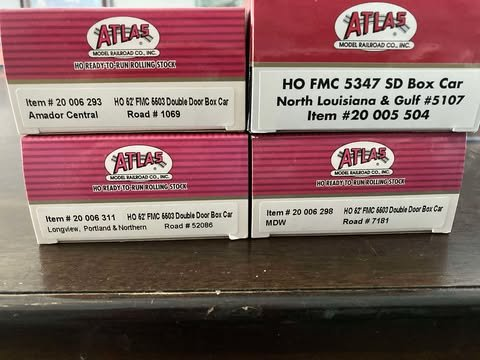 ATLAS
MODEL RAILROAD CO., INC.
HO READY-TO-RUN ROLLING STOCK
Item # 20 006 293 HO 62' FMC 5503 Double Door Box Car
Amador Central Road # 1069
ATLAS
MODEL RAILROAD CO., INC.
HO FMC 5347 SD Box Car
North Louisiana & Gulf #5107
Item #20 005 504
ATLAS
MODEL RAILROAD CO., INC.
HO READY-TO-RUN ROLLING STOCK
Item # 20 006 311 HO 62' FMC 5503 Double Door Box Car
Longview, Portland & Northern Road # 52086
ATLAS
MODEL RAILROAD CO., INC.
HO READY-TO-RUN ROLLING STOCK
Item # 20 006 298 HO 62' FMC 5503 Double Door Box Car
MDW Road # 7181